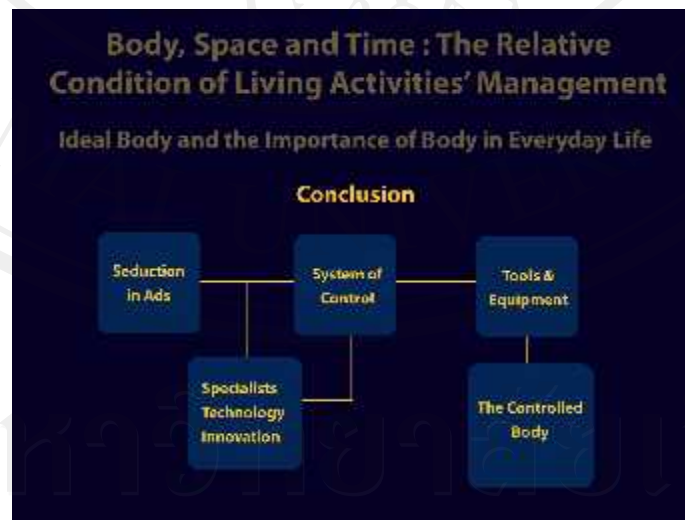 Body, Space and Time : The Relative
Condition of Living Activities' Management
Ideal Body and the Importance of Body in Everyday Life
Conclusion
Seduction
in Ads
System of
Control
Tools &
Equipment
Specialists
Technology
Innovation
The Controlled
Body